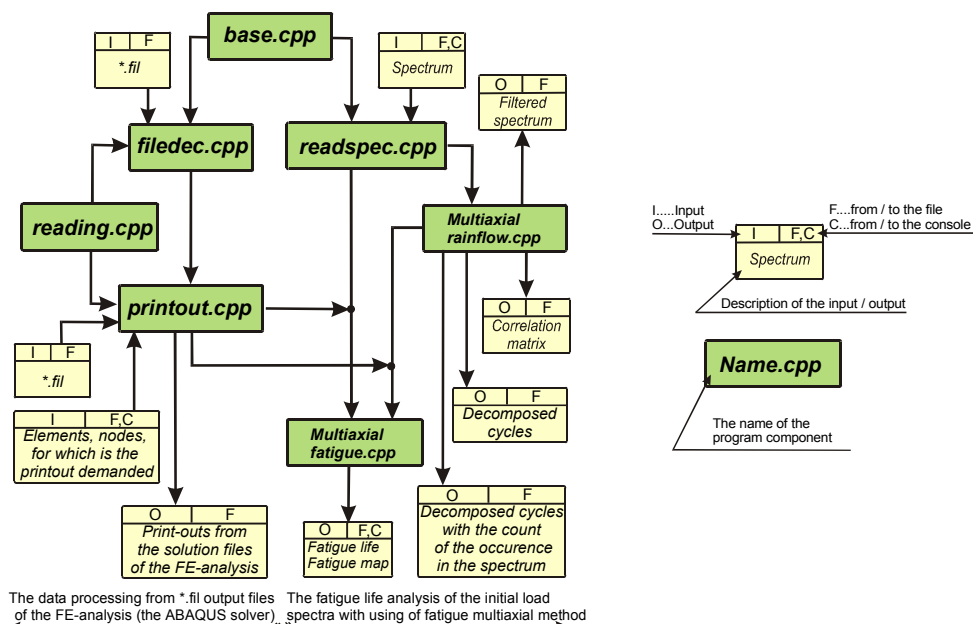 base.cpp
I F
*.fil
I F,C
Spectrum
O F
Filtered
spectrum
filedec.cpp
readspec.cpp
reading.cpp
Multiaxial
rainflow.cpp
printout.cpp
O F
Correlation
matrix
I F
*.fil
I F,C
Elements, nodes,
for which is the
printout demanded
O F
Decomposed
cycles
Multiaxial
fatigue.cpp
O F
Print-outs from
the solution files
of the FE-analysis
O F,C
Fatigue life
Fatigue map
O F
Decomposed cycles
with the count
of the occurence
in the spectrum
The data processing from *.fil output files
of the FE-analysis (the ABAQUS solver)
The fatigue life analysis of the initial load
spectra with using of fatigue multiaxial method
I.....Input
O...Output
F....from / to the file
C...from / to the console
I F,C
Spectrum
Description of the input / output
Name.cpp
The name of the
program component